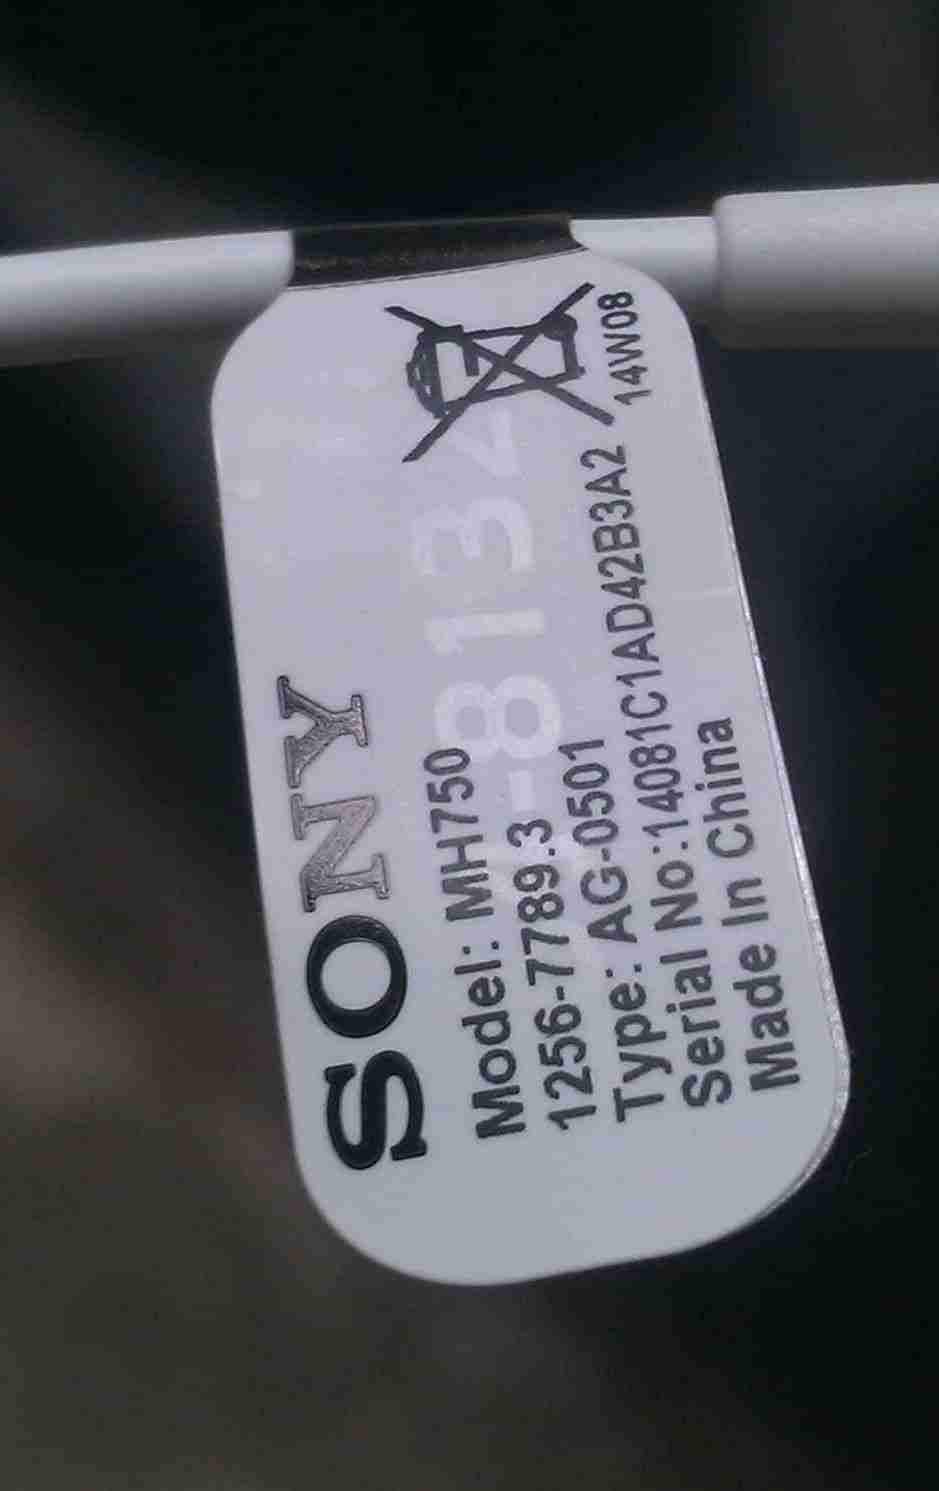 SONY
Model: MH750
1256-7789.3
Type: AG-0501
Serial No:14081C1AD42B3A2 14W08
Made In China